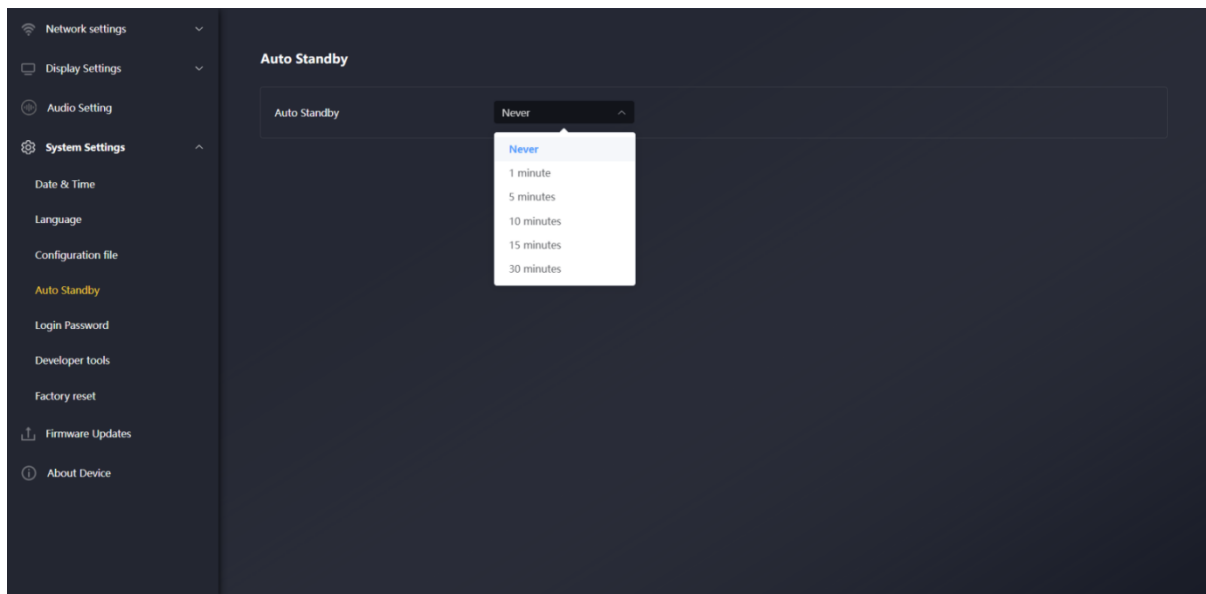 Network settings
Display Settings
Audio Setting
System Settings
Date & Time
Language
Configuration file
Auto Standby
Login Password
Developer tools
Factory reset
Firmware Updates
About Device
Auto Standby
Auto Standby
Never
Never
1 minute
5 minutes
10 minutes
15 minutes
30 minutes